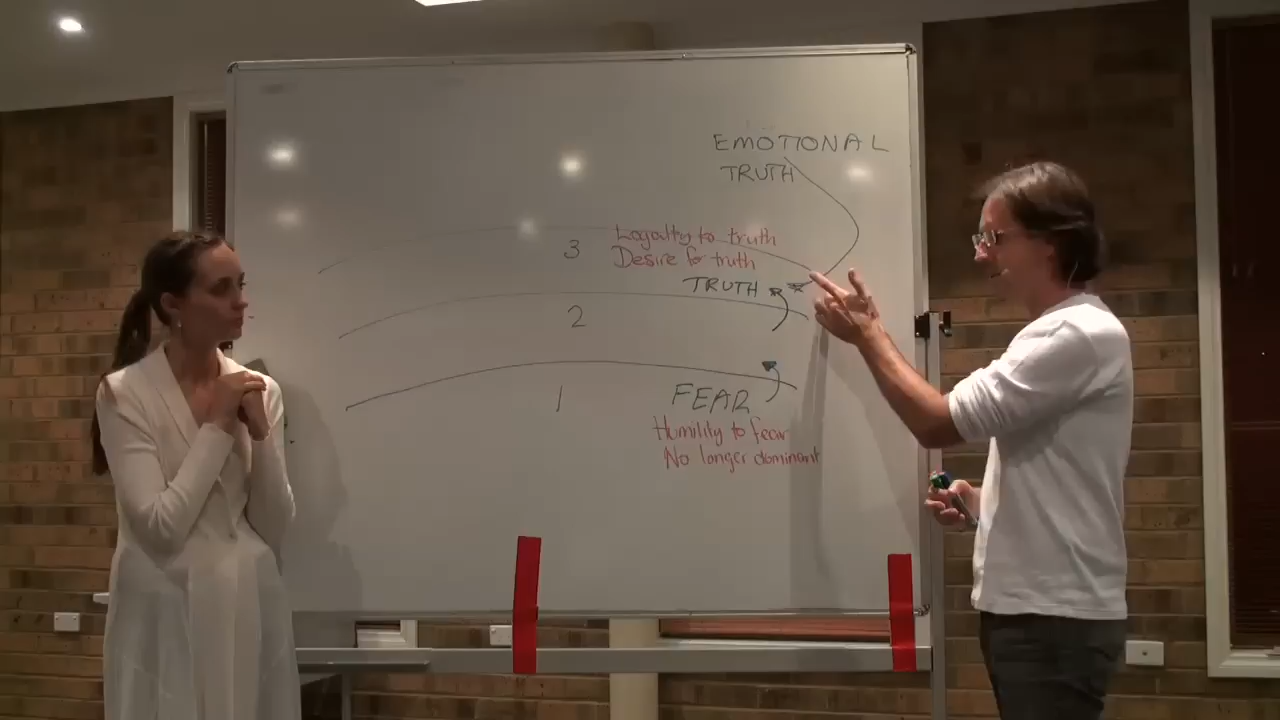 EMOTIONAL
TRUTH
3 Loyalty to truth
Desire for truth
TRUTH
2
1
FEAR
Humility to fear
No longer dominant